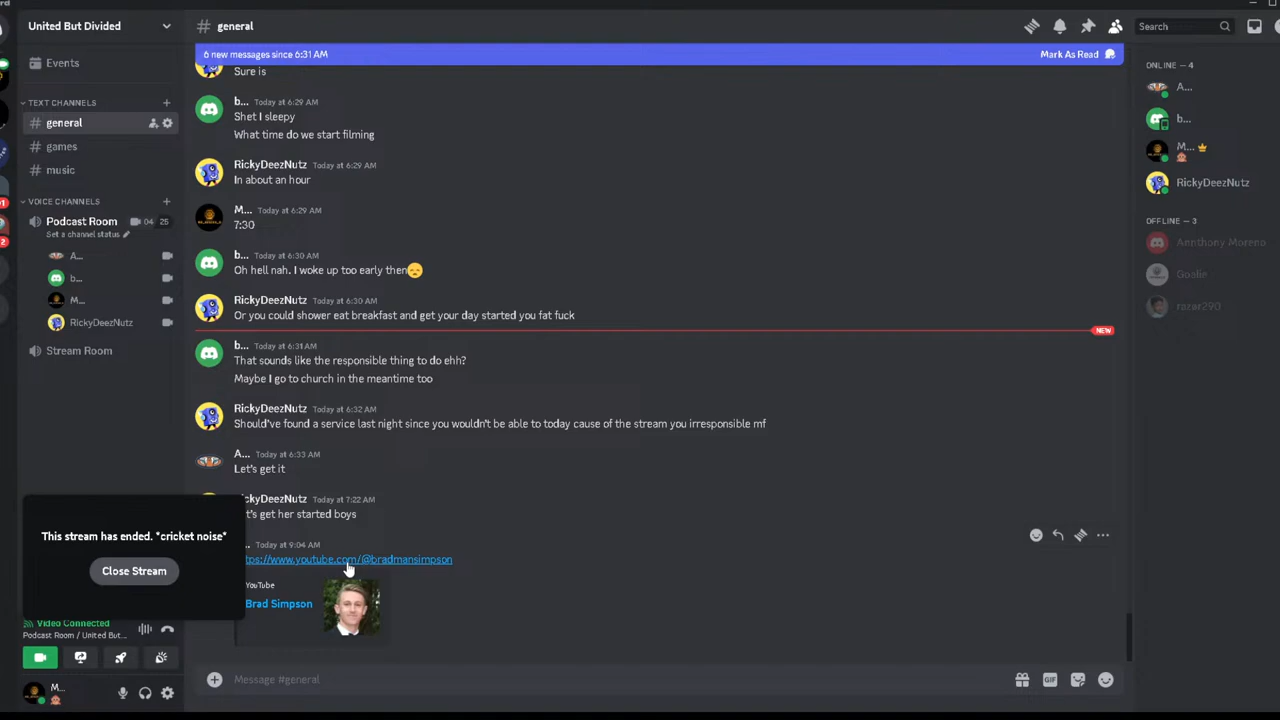 United But Divided
Events
TEXT CHANNELS
general
games
music
VOICE CHANNELS
Podcast Room 04 25
Set a channel status
A...
b...
M...
RickyDeezNutz
Stream Room
This stream has ended. *cricket noise*
Close Stream
Video Connected
Podcast Room / United But...
M...
# general
Search
6 new messages since 6:31 AM
Mark As Read
Sure is
b... Today at 6:29 AM
Shet I sleepy
What time do we start filming
RickyDeezNutz Today at 6:29 AM
In about an hour
M... Today at 6:29 AM
7:30
b... Today at 6:30 AM
Oh hell nah. I woke up too early then😞
RickyDeezNutz Today at 6:30 AM
Or you could shower eat breakfast and get your day started you fat fuck
NEW
b... Today at 6:31 AM
That sounds like the responsible thing to do ehh?
Maybe I go to church in the meantime too
RickyDeezNutz Today at 6:32 AM
Should've found a service last night since you wouldn't be able to today cause of the stream you irresponsible mf
A... Today at 6:33 AM
Let's get it
ckyDeezNutz Today at 7:22 AM
t's get her started boys
... Today at 9:04 AM
tps://www.youtube.com/@bradmansimpson
YouTube
Brad Simpson
Message #general
GIF
ONLINE — 4
A...
b...
M...
RickyDeezNutz
OFFLINE — 3
Annthony Moreno
Goalie
razar290